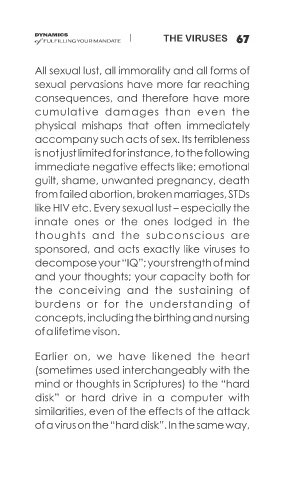 DYNAMICS
of FULFILLING YOUR MANDATE | THE VIRUSES 67
All sexual lust, all immorality and all forms of
sexual pervasions have more far reaching
consequences, and therefore have more
cumulative damages than even the
physical mishaps that often immediately
accompany such acts of sex. Its terribleness
is not just limited for instance, to the following
immediate negative effects like; emotional
guilt, shame, unwanted pregnancy, death
from failed abortion, broken marriages, STDs
like HIV etc. Every sexual lust – especially the
innate ones or the ones lodged in the
thoughts and the subconscious are
sponsored, and acts exactly like viruses to
decompose your “IQ”; your strength of mind
and your thoughts; your capacity both for
the conceiving and the sustaining of
burdens or for the understanding of
concepts, including the birthing and nursing
of a lifetime vison.
Earlier on, we have likened the heart
(sometimes used interchangeably with the
mind or thoughts in Scriptures) to the “hard
disk” or hard drive in a computer with
similarities, even of the effects of the attack
of a virus on the “hard disk”. In the same way,